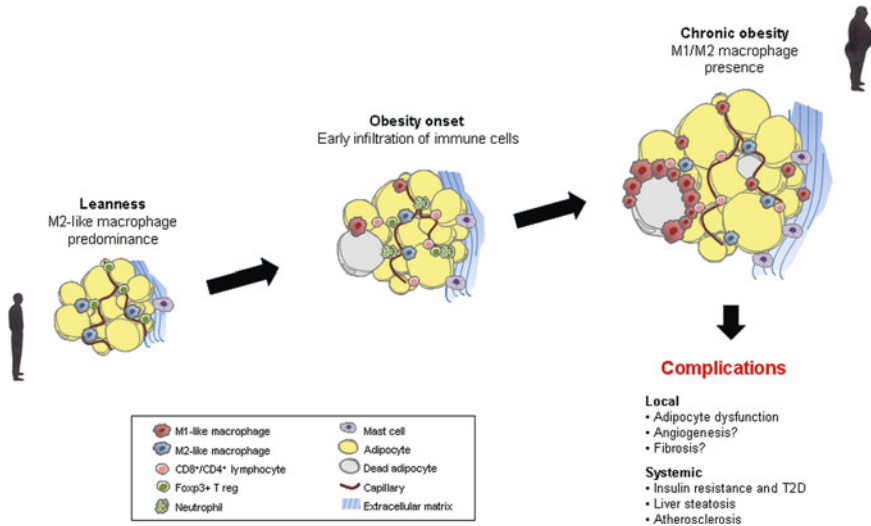 Chronic obesity
M1/M2 macrophage
presence
Obesity onset
Early infiltration of immune cells
Leanness
M2-like macrophage
predominance
Complications
Local
• Adipocyte dysfunction
• Angiogenesis?
• Fibrosis?
Systemic
• Insulin resistance and T2D
• Liver steatosis
• Atherosclerosis
M1-like macrophage
M2-like macrophage
CD8⁺/CD4⁺ lymphocyte
Foxp3+ T reg
Neutrophil
Mast cell
Adipocyte
Dead adipocyte
Capillary
Extracellular matrix